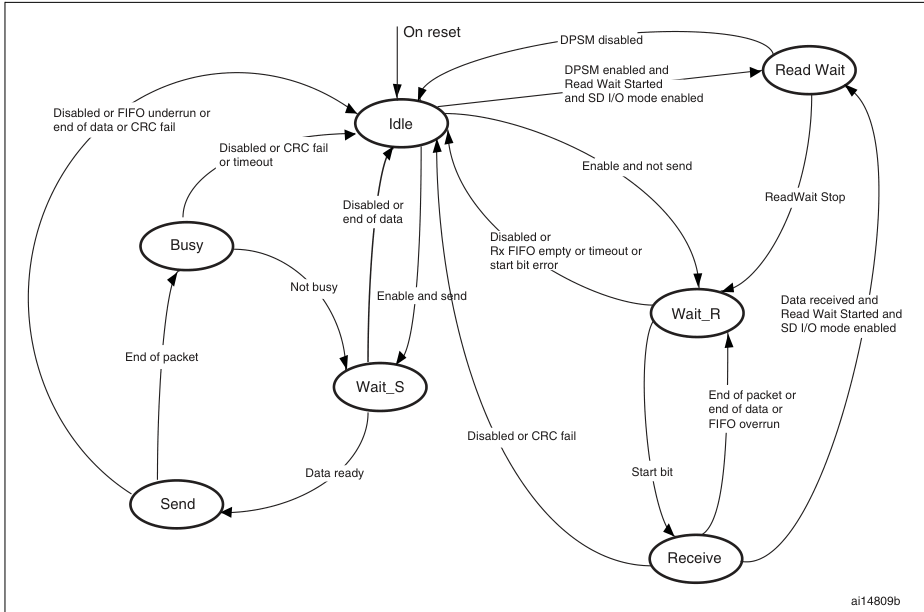 On reset
DPSM disabled
Read Wait
DPSM enabled and
Read Wait Started
and SD I/O mode enabled
Disabled or FIFO underrun or
end of data or CRC fail
Idle
Disabled or CRC fail
or timeout
Enable and not send
ReadWait Stop
Disabled or
end of data
Busy
Disabled or
Rx FIFO empty or timeout or
start bit error
Not busy
Enable and send
Wait_R
Data received and
Read Wait Started and
SD I/O mode enabled
End of packet
Wait_S
End of packet or
end of data or
FIFO overrun
Disabled or CRC fail
Data ready
Start bit
Send
Receive
ai14809b